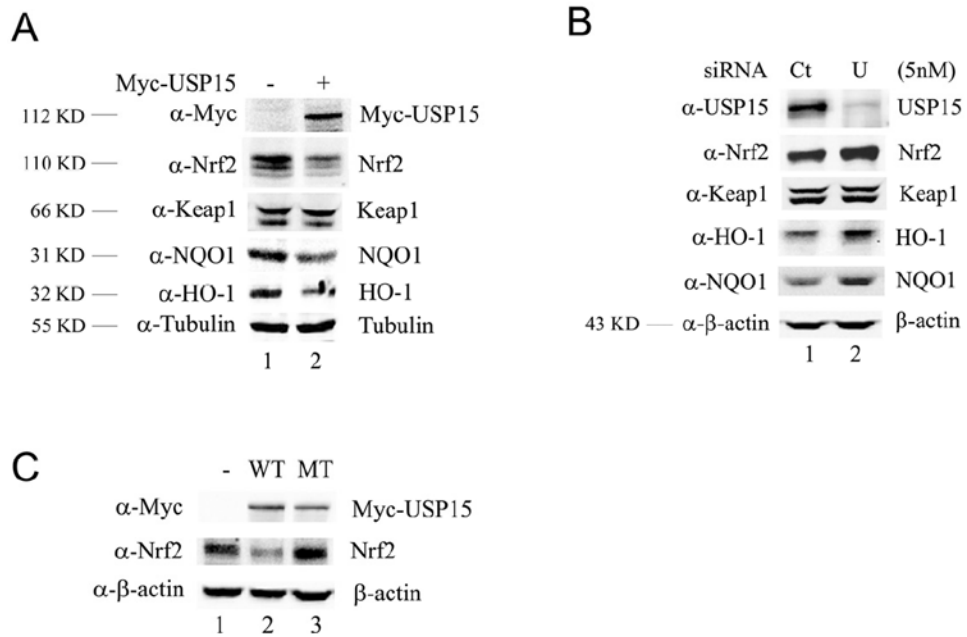 A
Myc-USP15 - +
112 KD α-Myc Myc-USP15
110 KD α-Nrf2 Nrf2
66 KD α-Keap1 Keap1
31 KD α-NQO1 NQO1
32 KD α-HO-1 HO-1
55 KD α-Tubulin Tubulin
1 2
B
siRNA Ct U (5nM)
α-USP15 USP15
α-Nrf2 Nrf2
α-Keap1 Keap1
α-HO-1 HO-1
α-NQO1 NQO1
43 KD α-β-actin β-actin
1 2
C
- WT MT
α-Myc Myc-USP15
α-Nrf2 Nrf2
α-β-actin β-actin
1 2 3